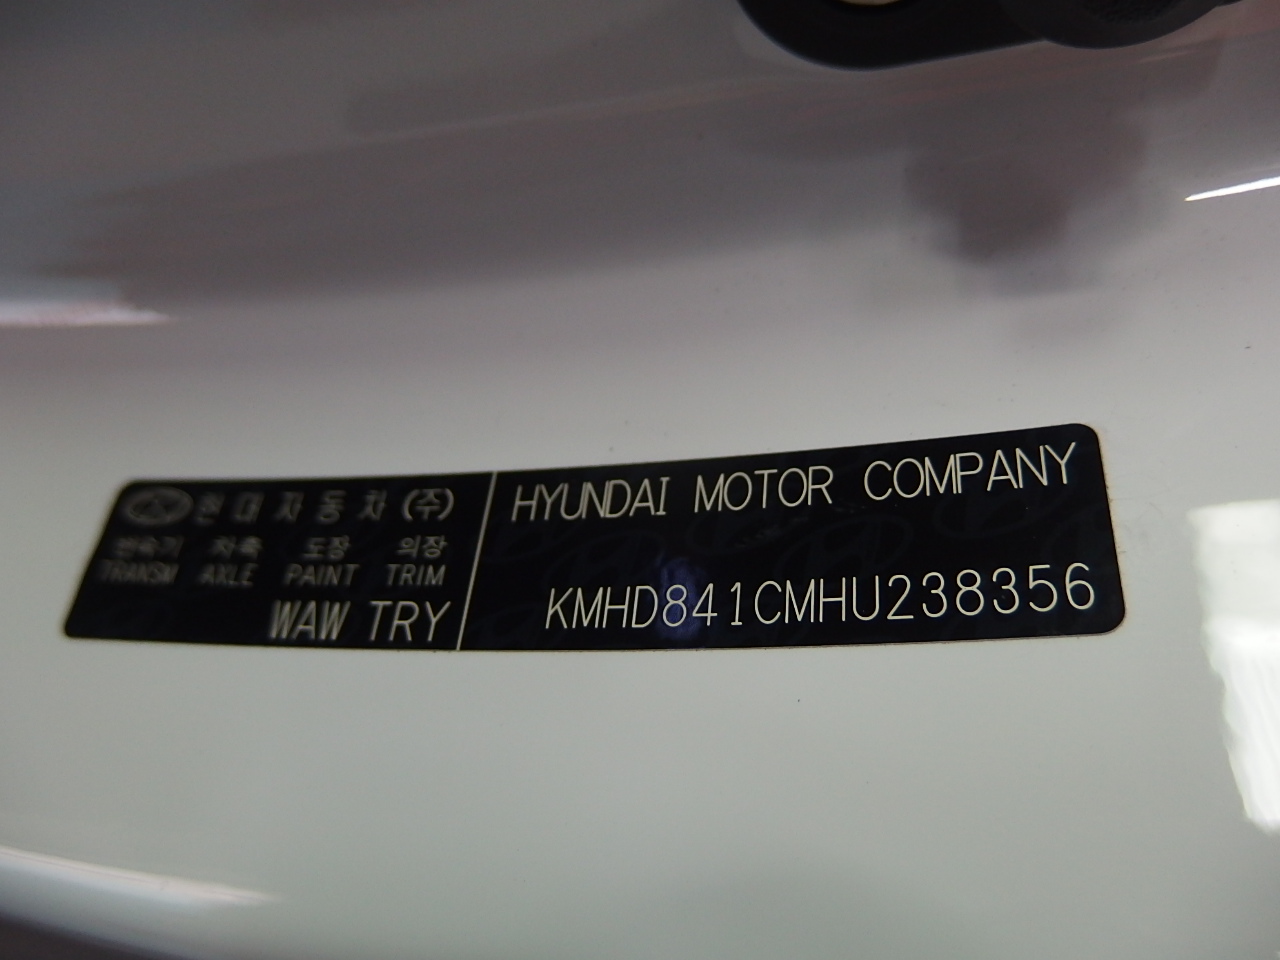 현대자동차(주)
변속기 차축 도장 의장
TRANSM AXLE PAINT TRIM
WAW TRY
HYUNDAI MOTOR COMPANY
KMHD841CMHU238356